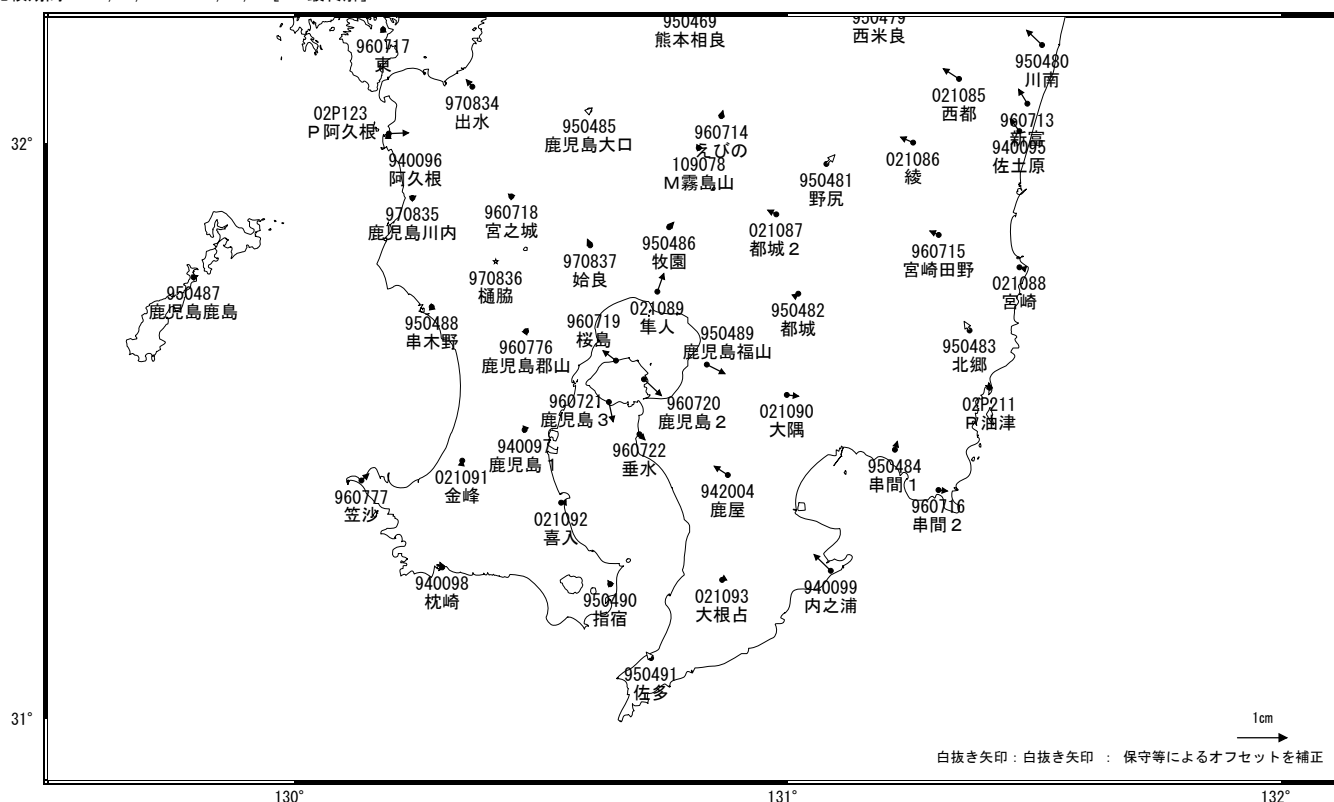 950469
熊本相良
950479
西米良
960717
東
950480
川南
970834
出水
021085
西都
02P123
P阿久根
950485
鹿児島大口
960714
えびの
960713
新富
32°
940096
阿久根
109078
M霧島山
021086
綾
940095
佐土原
950481
野尻
970835
鹿児島川内
960718
宮之城
950486
牧園
021087
都城2
960715
宮崎田野
970837
姶良
970836
樋脇
021088
宮崎
950487
鹿児島鹿島
021089
隼人
950482
都城
950488
串木野
960719
桜島
950489
鹿児島福山
960776
鹿児島郡山
950483
北郷
960721
鹿児島3
960720
鹿児島2
021090
大隅
02P211
P油津
940097
鹿児島1
960722
垂水
950484
串間1
021091
金峰
960777
笠沙
942004
鹿屋
960716
串間2
021092
喜入
940098
枕崎
950490
指宿
021093
大根占
940099
内之浦
950491
佐多
31°
1cm
白抜き矢印:白抜き矢印 : 保守等によるオフセットを補正
130°
131°
132°